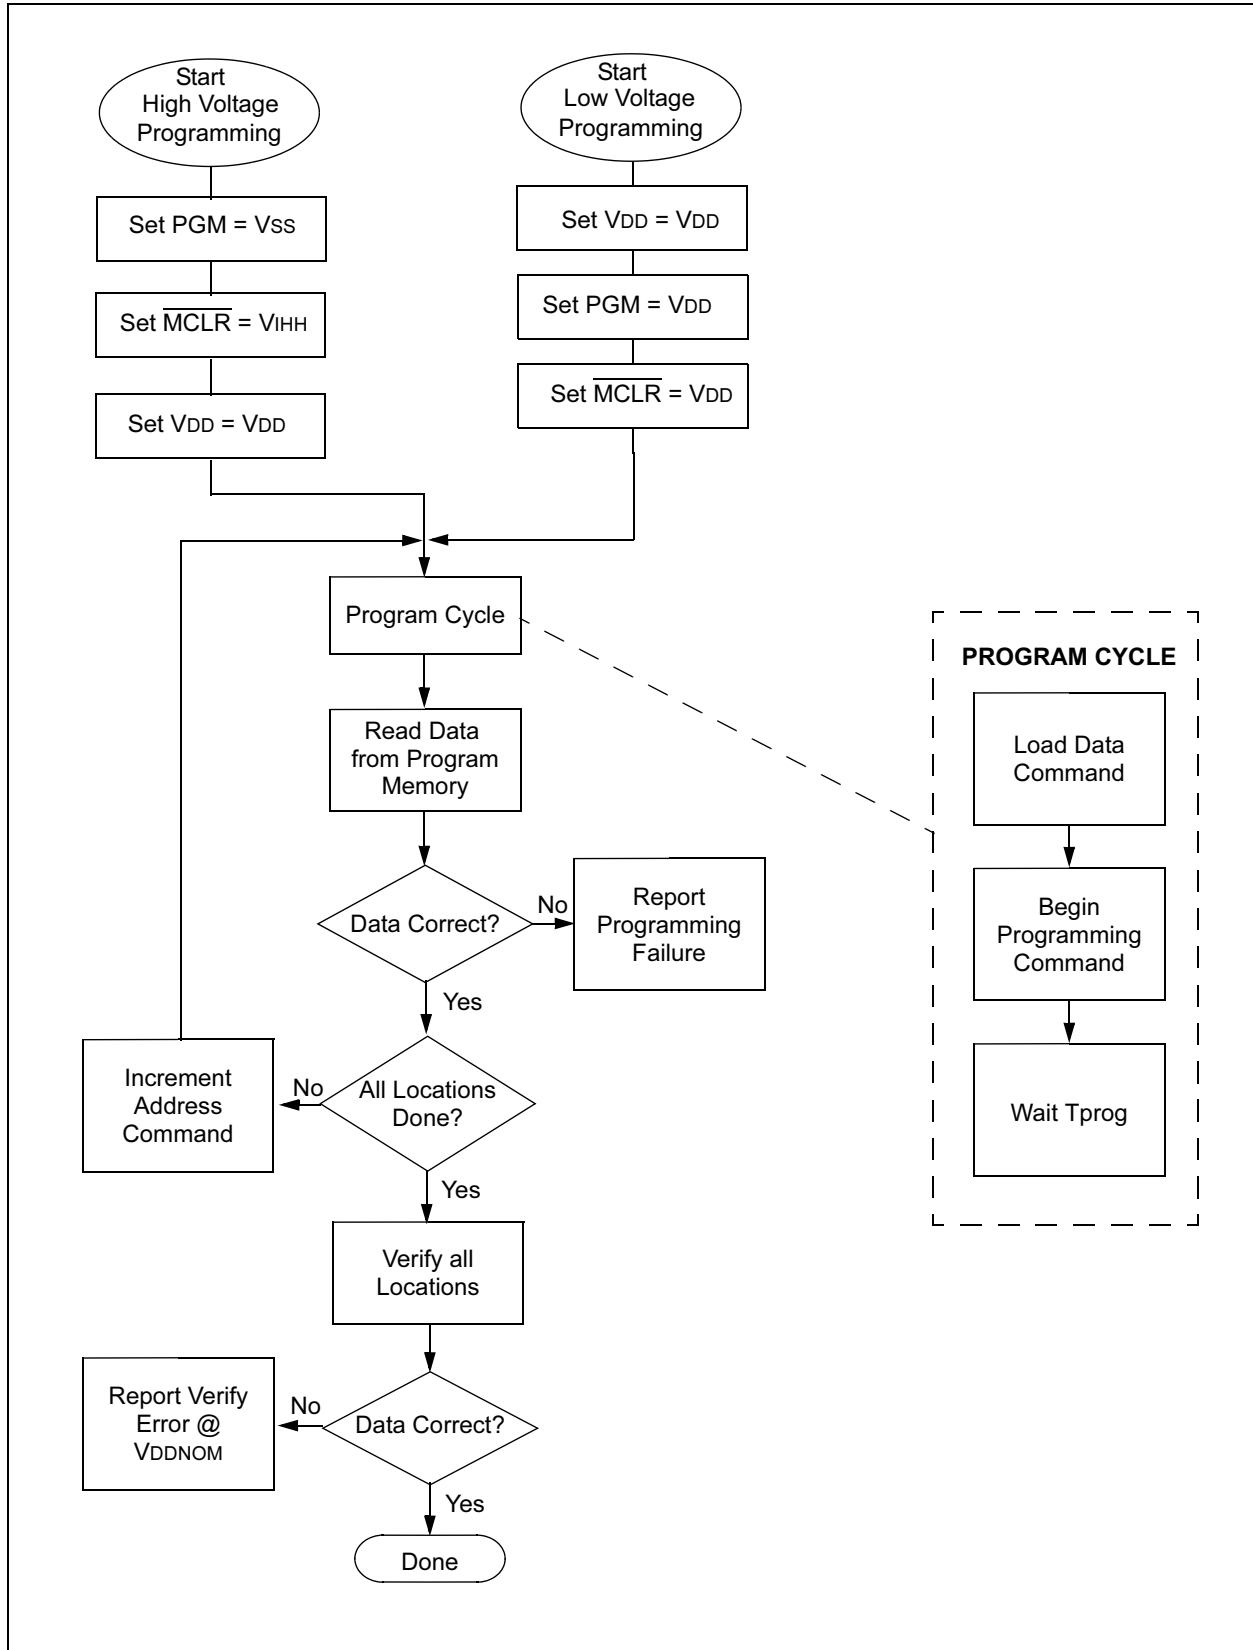 Start
High Voltage
Programming
Start
Low Voltage
Programming
Set PGM = VSS
Set MCLR = VIHH
Set VDD = VDD
Set VDD = VDD
Set PGM = VDD
Set MCLR = VDD
Program Cycle
Read Data
from Program
Memory
Data Correct?
No
Report
Programming
Failure
Yes
All Locations
Done?
No
Increment
Address
Command
Yes
Verify all
Locations
Data Correct?
No
Report Verify
Error @
VDDNOM
Yes
Done
PROGRAM CYCLE
Load Data
Command
Begin
Programming
Command
Wait Tprog